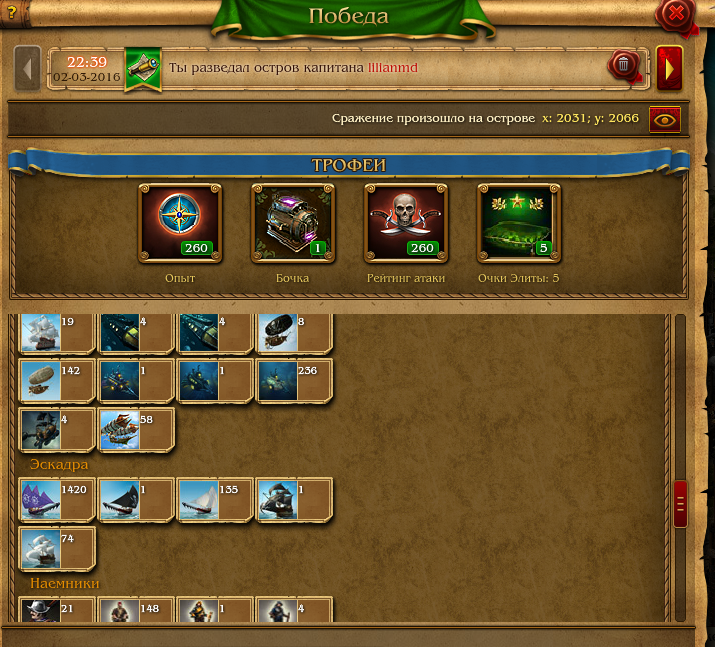 ?
Победа
22:39
02-03-2016
Ты разведал остров капитана llllanmd
Сражение произошло на острове x: 2031; y: 2066
ТРОФЕИ
260 1 260 5
Опыт Бочка Рейтинг атаки Очки Элиты: 5
19 4 4 8
142 1 1 256
4 58
Эскадра
1420 1 135 1
74
Наемники
21 148 1 4